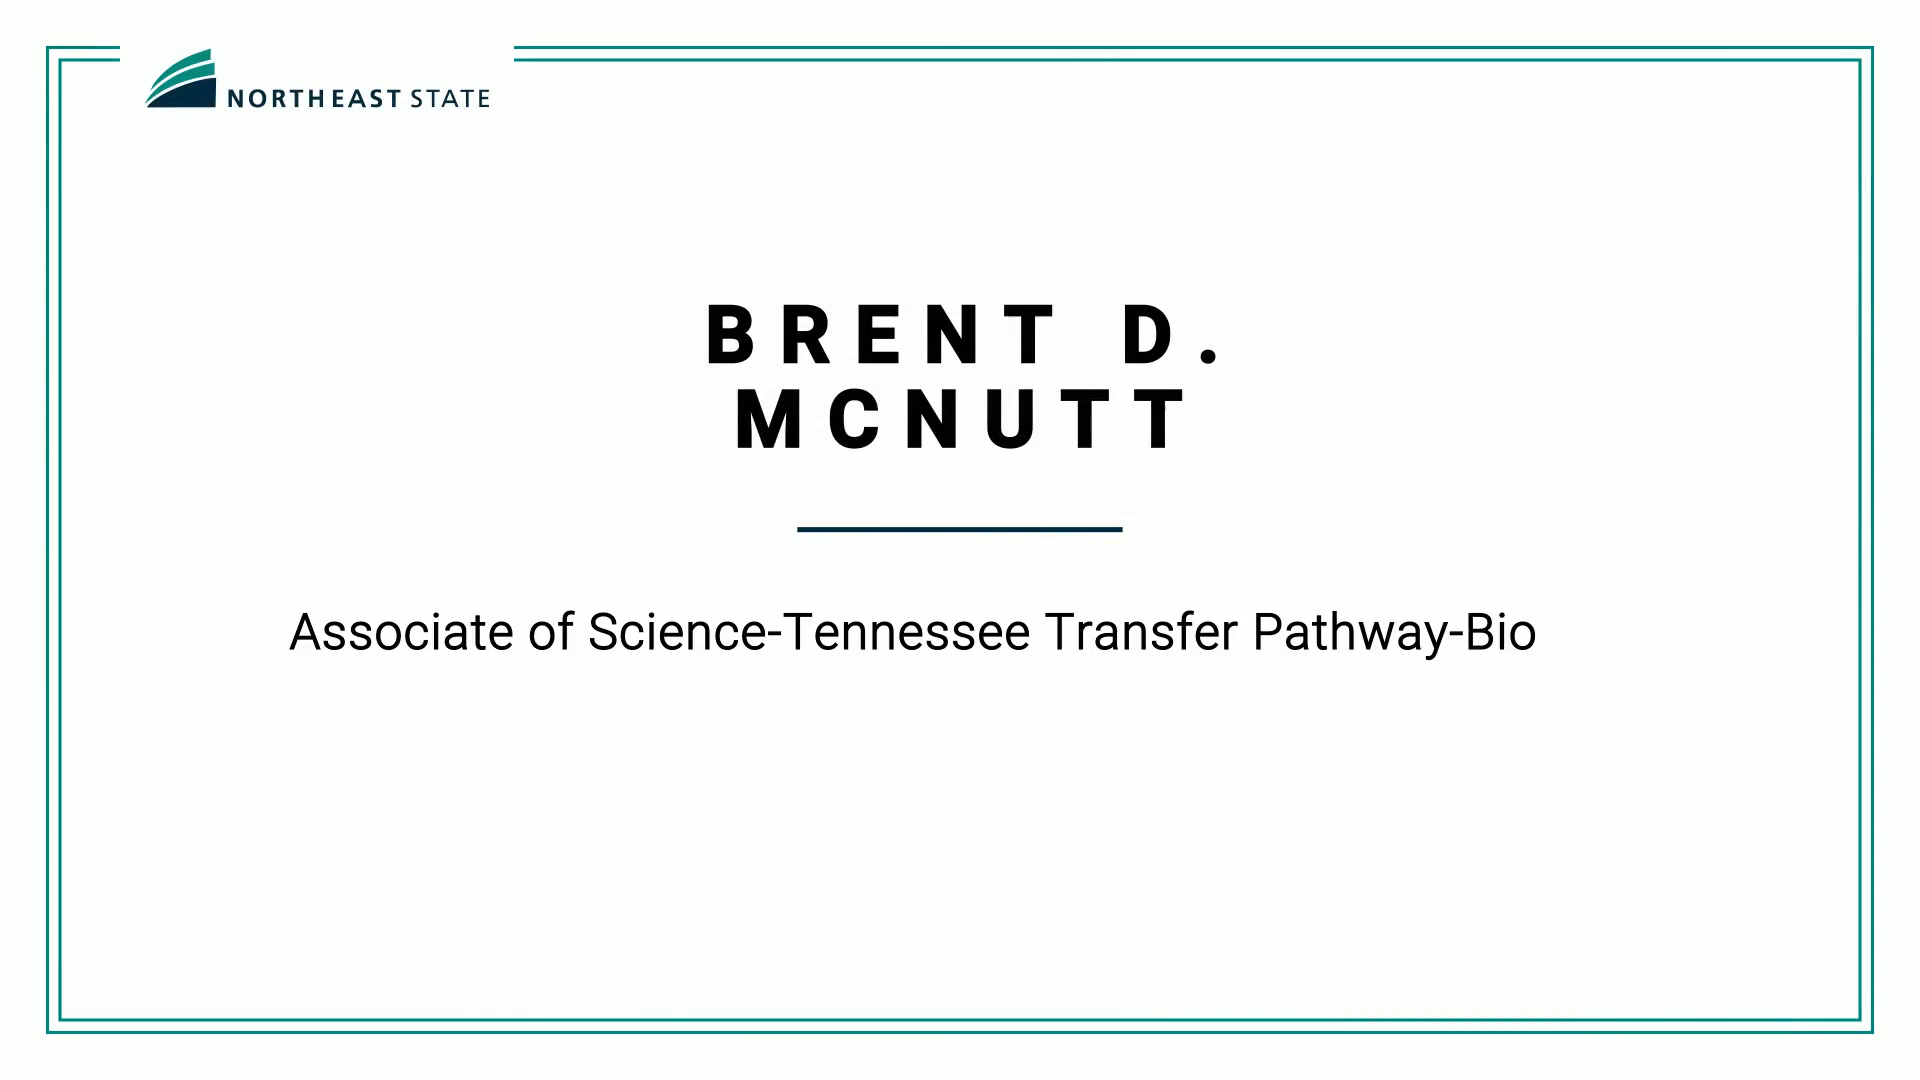 NORTHEAST STATE
BRENT D.
MCNUTT
Associate of Science-Tennessee Transfer Pathway-Bio